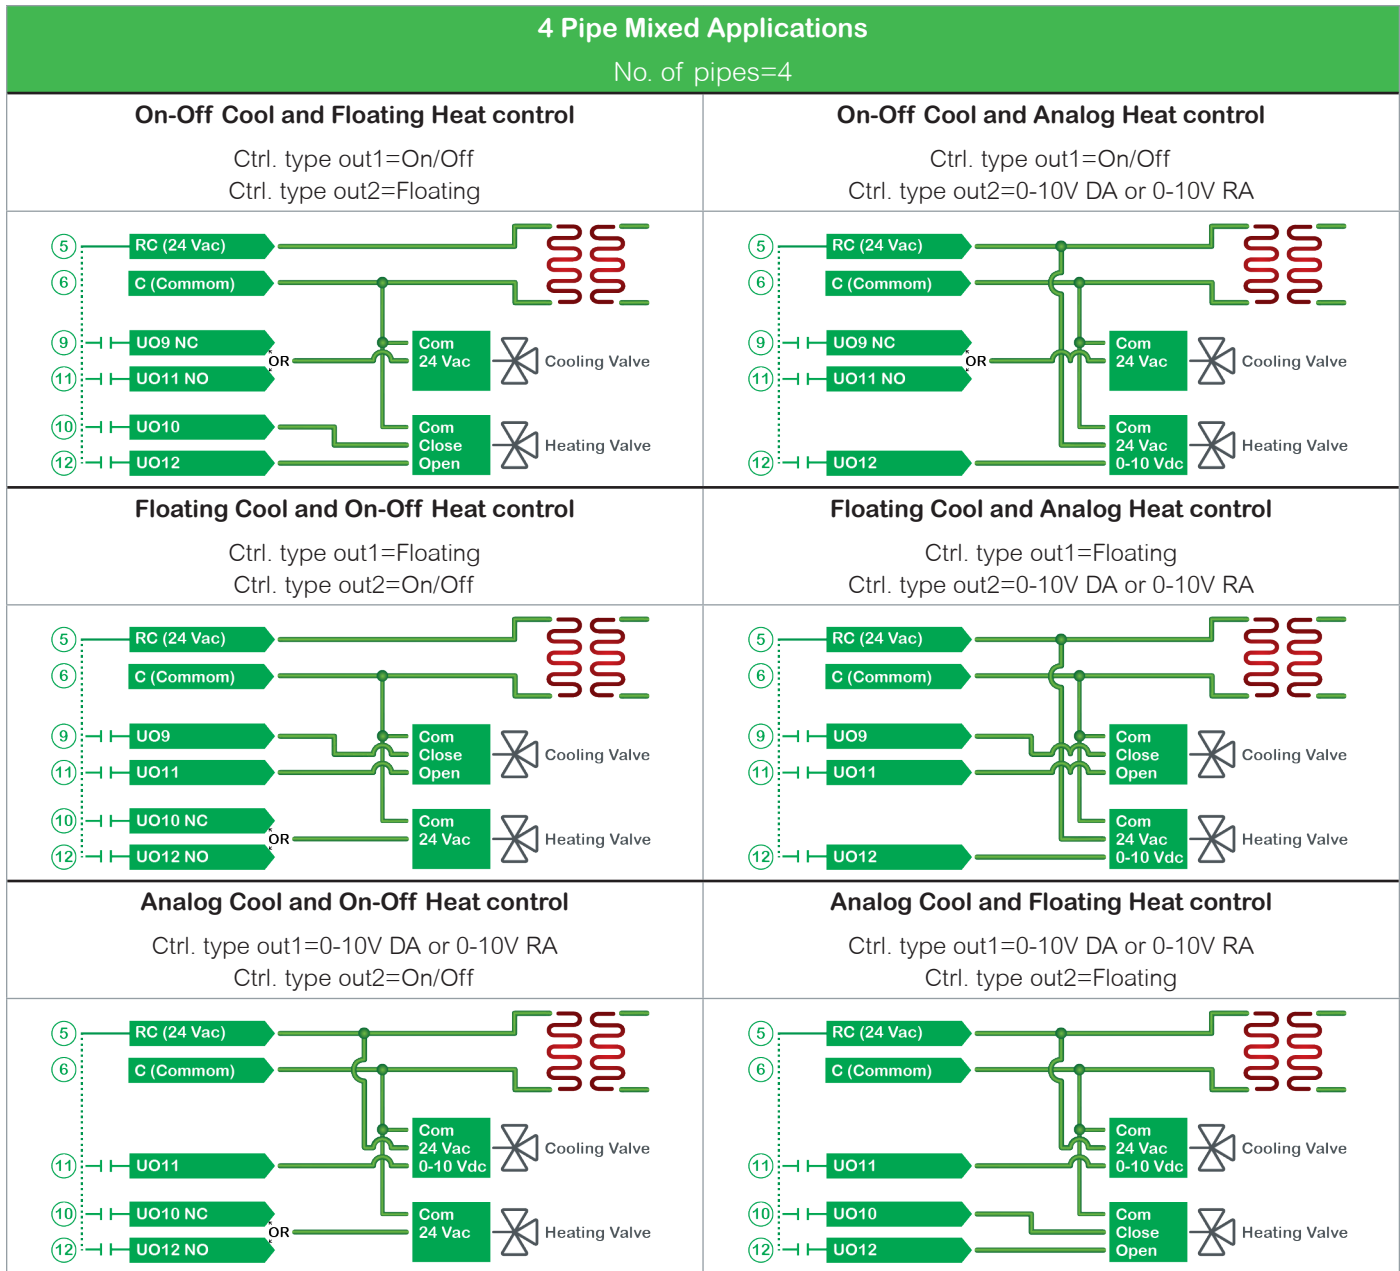 4 Pipe Mixed Applications
No. of pipes=4
On-Off Cool and Floating Heat control
Ctrl. type out1=On/Off
Ctrl. type out2=Floating
5 RC (24 Vac)
6 C (Commom)
9 UO9 NC
OR
11 UO11 NO
Com
24 Vac
Cooling Valve
10 UO10
12 UO12
Com
Close
Open
Heating Valve
On-Off Cool and Analog Heat control
Ctrl. type out1=On/Off
Ctrl. type out2=0-10V DA or 0-10V RA
5 RC (24 Vac)
6 C (Commom)
9 UO9 NC
OR
11 UO11 NO
Com
24 Vac
Cooling Valve
12 UO12
Com
24 Vac
0-10 Vdc
Heating Valve
Floating Cool and On-Off Heat control
Ctrl. type out1=Floating
Ctrl. type out2=On/Off
5 RC (24 Vac)
6 C (Commom)
9 UO9
11 UO11
Com
Close
Open
Cooling Valve
10 UO10 NC
OR
12 UO12 NO
Com
24 Vac
Heating Valve
Floating Cool and Analog Heat control
Ctrl. type out1=Floating
Ctrl. type out2=0-10V DA or 0-10V RA
5 RC (24 Vac)
6 C (Commom)
9 UO9
11 UO11
Com
Close
Open
Cooling Valve
12 UO12
Com
24 Vac
0-10 Vdc
Heating Valve
Analog Cool and On-Off Heat control
Ctrl. type out1=0-10V DA or 0-10V RA
Ctrl. type out2=On/Off
5 RC (24 Vac)
6 C (Commom)
11 UO11
Com
24 Vac
0-10 Vdc
Cooling Valve
10 UO10 NC
OR
12 UO12 NO
Com
24 Vac
Heating Valve
Analog Cool and Floating Heat control
Ctrl. type out1=0-10V DA or 0-10V RA
Ctrl. type out2=Floating
5 RC (24 Vac)
6 C (Commom)
11 UO11
Com
24 Vac
0-10 Vdc
Cooling Valve
10 UO10
12 UO12
Com
Close
Open
Heating Valve